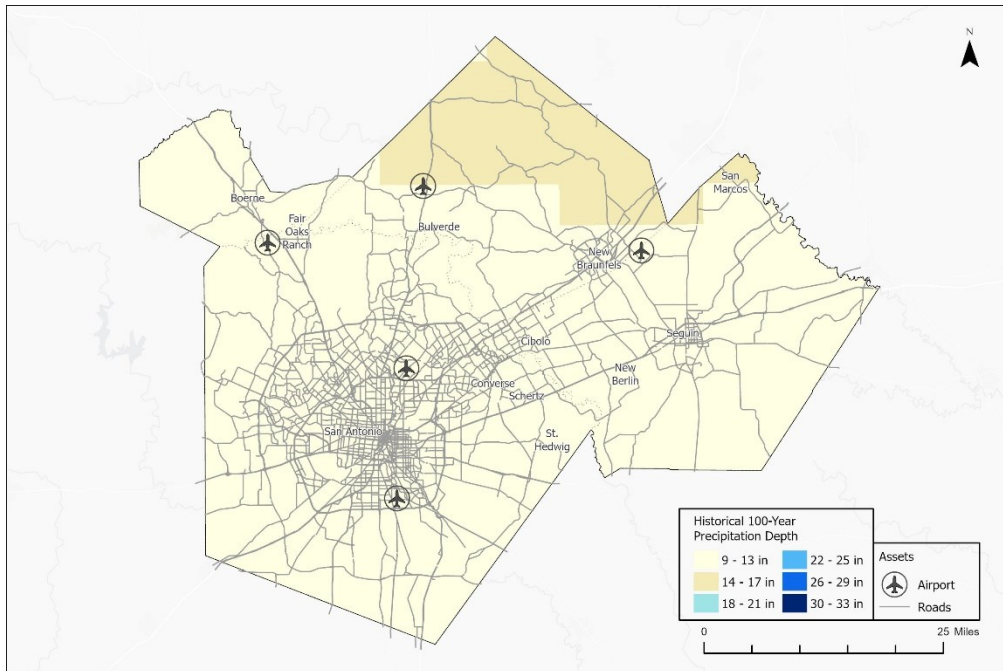 N
San
Marcos
Boerne
Fair
Oaks
Ranch
Bulverde
New
Braunfels
Seguin
Cibolo
New
Berlin
Converse
Schertz
San Antonio
St.
Hedwig
Historical 100-Year
Precipitation Depth
9 - 13 in
22 - 25 in
14 - 17 in
26 - 29 in
18 - 21 in
30 - 33 in
Assets
Airport
Roads
0
25 Miles